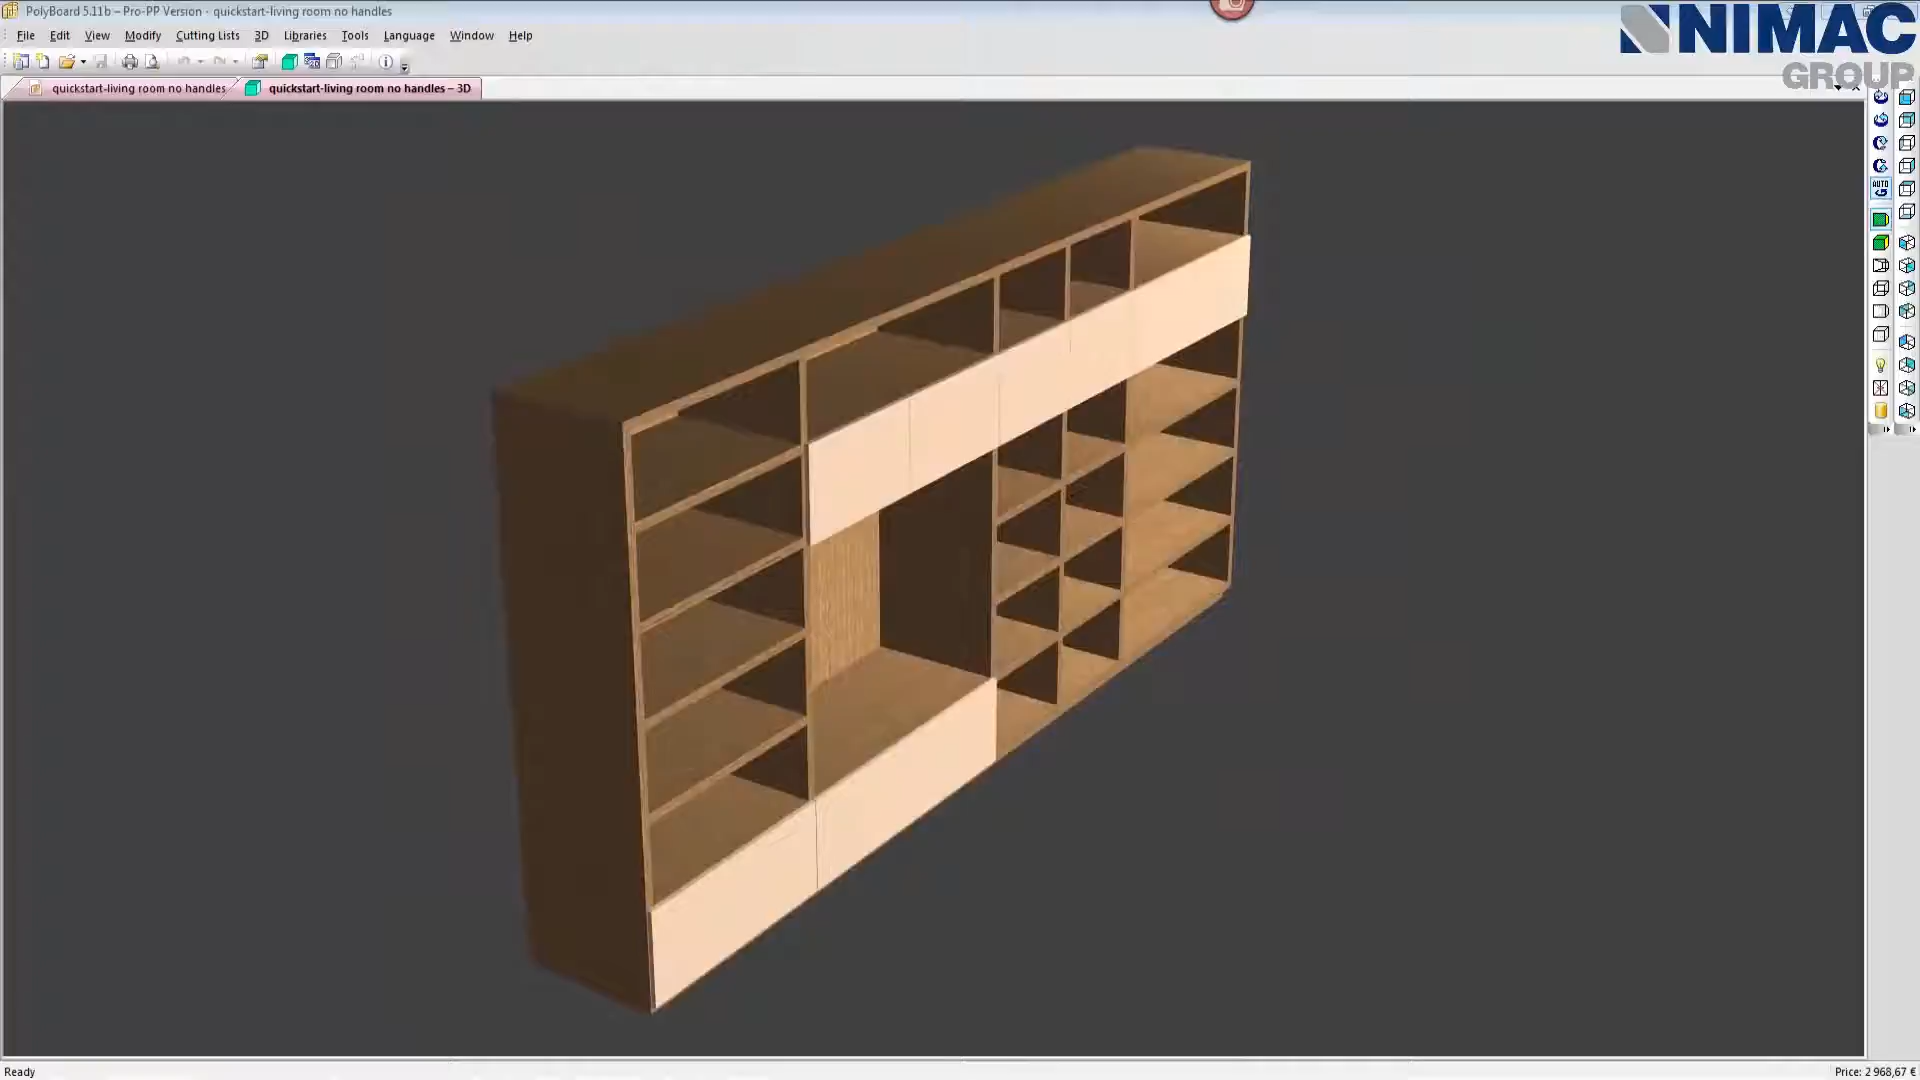 PolyBoard 5.11b – Pro-PP Version - quickstart-living room no handles
NIMAC
GROUP
File Edit View Modify Cutting Lists 3D Libraries Tools Language Window Help
quickstart-living room no handles quickstart-living room no handles – 3D
AUTO
Ready Price: 2 968,67 €